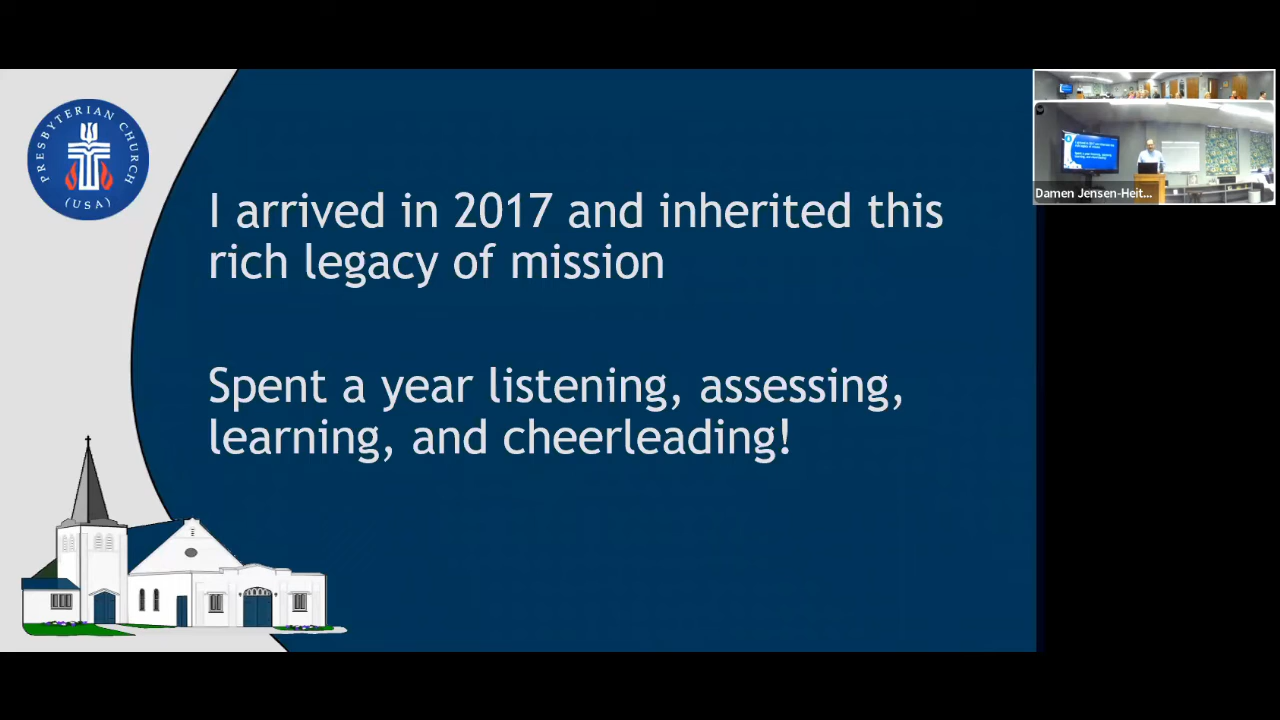 PRESBYTERIAN CHURCH
(USA)
I arrived in 2017 and inherited this
rich legacy of mission
Spent a year listening, assessing,
learning, and cheerleading!
Damen Jensen-Heit...